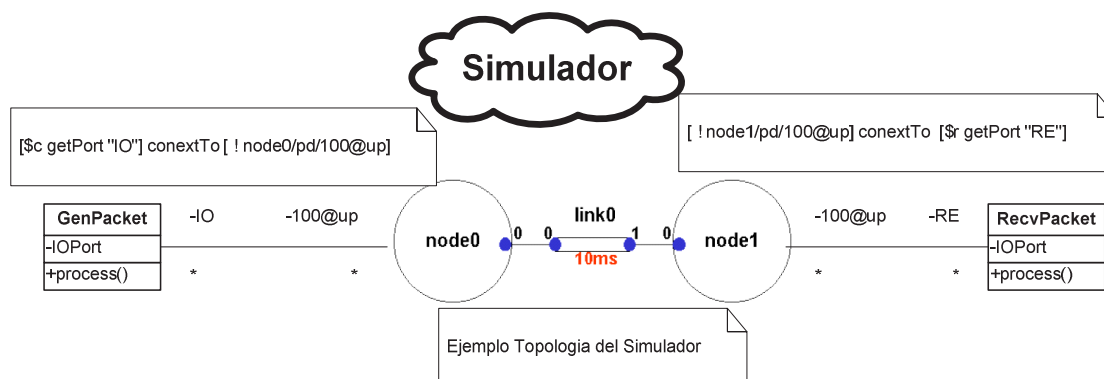 Simulador
[$c getPort "IO"] conextTo [ ! node0/pd/100@up]
[ ! node1/pd/100@up] conextTo [$r getPort "RE"]
GenPacket
-IOPort
+process()
-IO
-100@up
*
*
node0
0
0
link0
10ms
1
0
node1
-100@up
-RE
*
*
RecvPacket
-IOPort
+process()
Ejemplo Topologia del Simulador